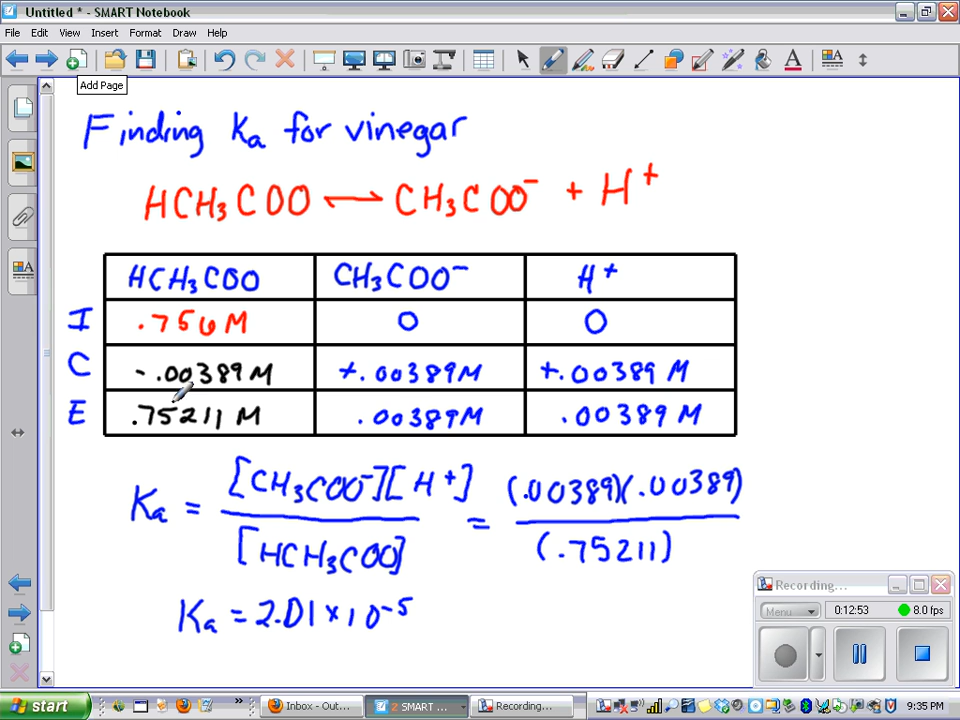 Untitled * - SMART Notebook
File Edit View Insert Format Draw Help
Add Page
Finding Ka for vinegar
HCH₃COO ⟷ CH₃COO⁻ + H⁺
HCH₃COO CH₃COO⁻ H⁺
I .756 M 0 0
C - .00389 M +.00389 M +.00389 M
E .75211 M .00389 M .00389 M
Ka = [CH₃COO⁻][H⁺] / [HCH₃COO] = (.00389)(.00389) / (.75211)
Ka = 2.01 × 10⁻⁵
Recording...
Menu 0:12:53 8.0 fps
start » Inbox - Out... 2 SMART ... Recording... 9:35 PM